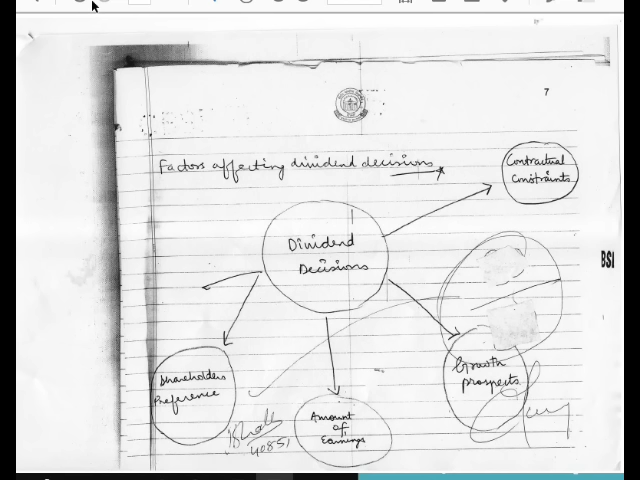 7
Factors affecting dividend decisions
Contractual
Constraints
Dividend
Decisions
BSI
Shareholders
Preference
Growth
prospects
Amount
of
Earnings
40851